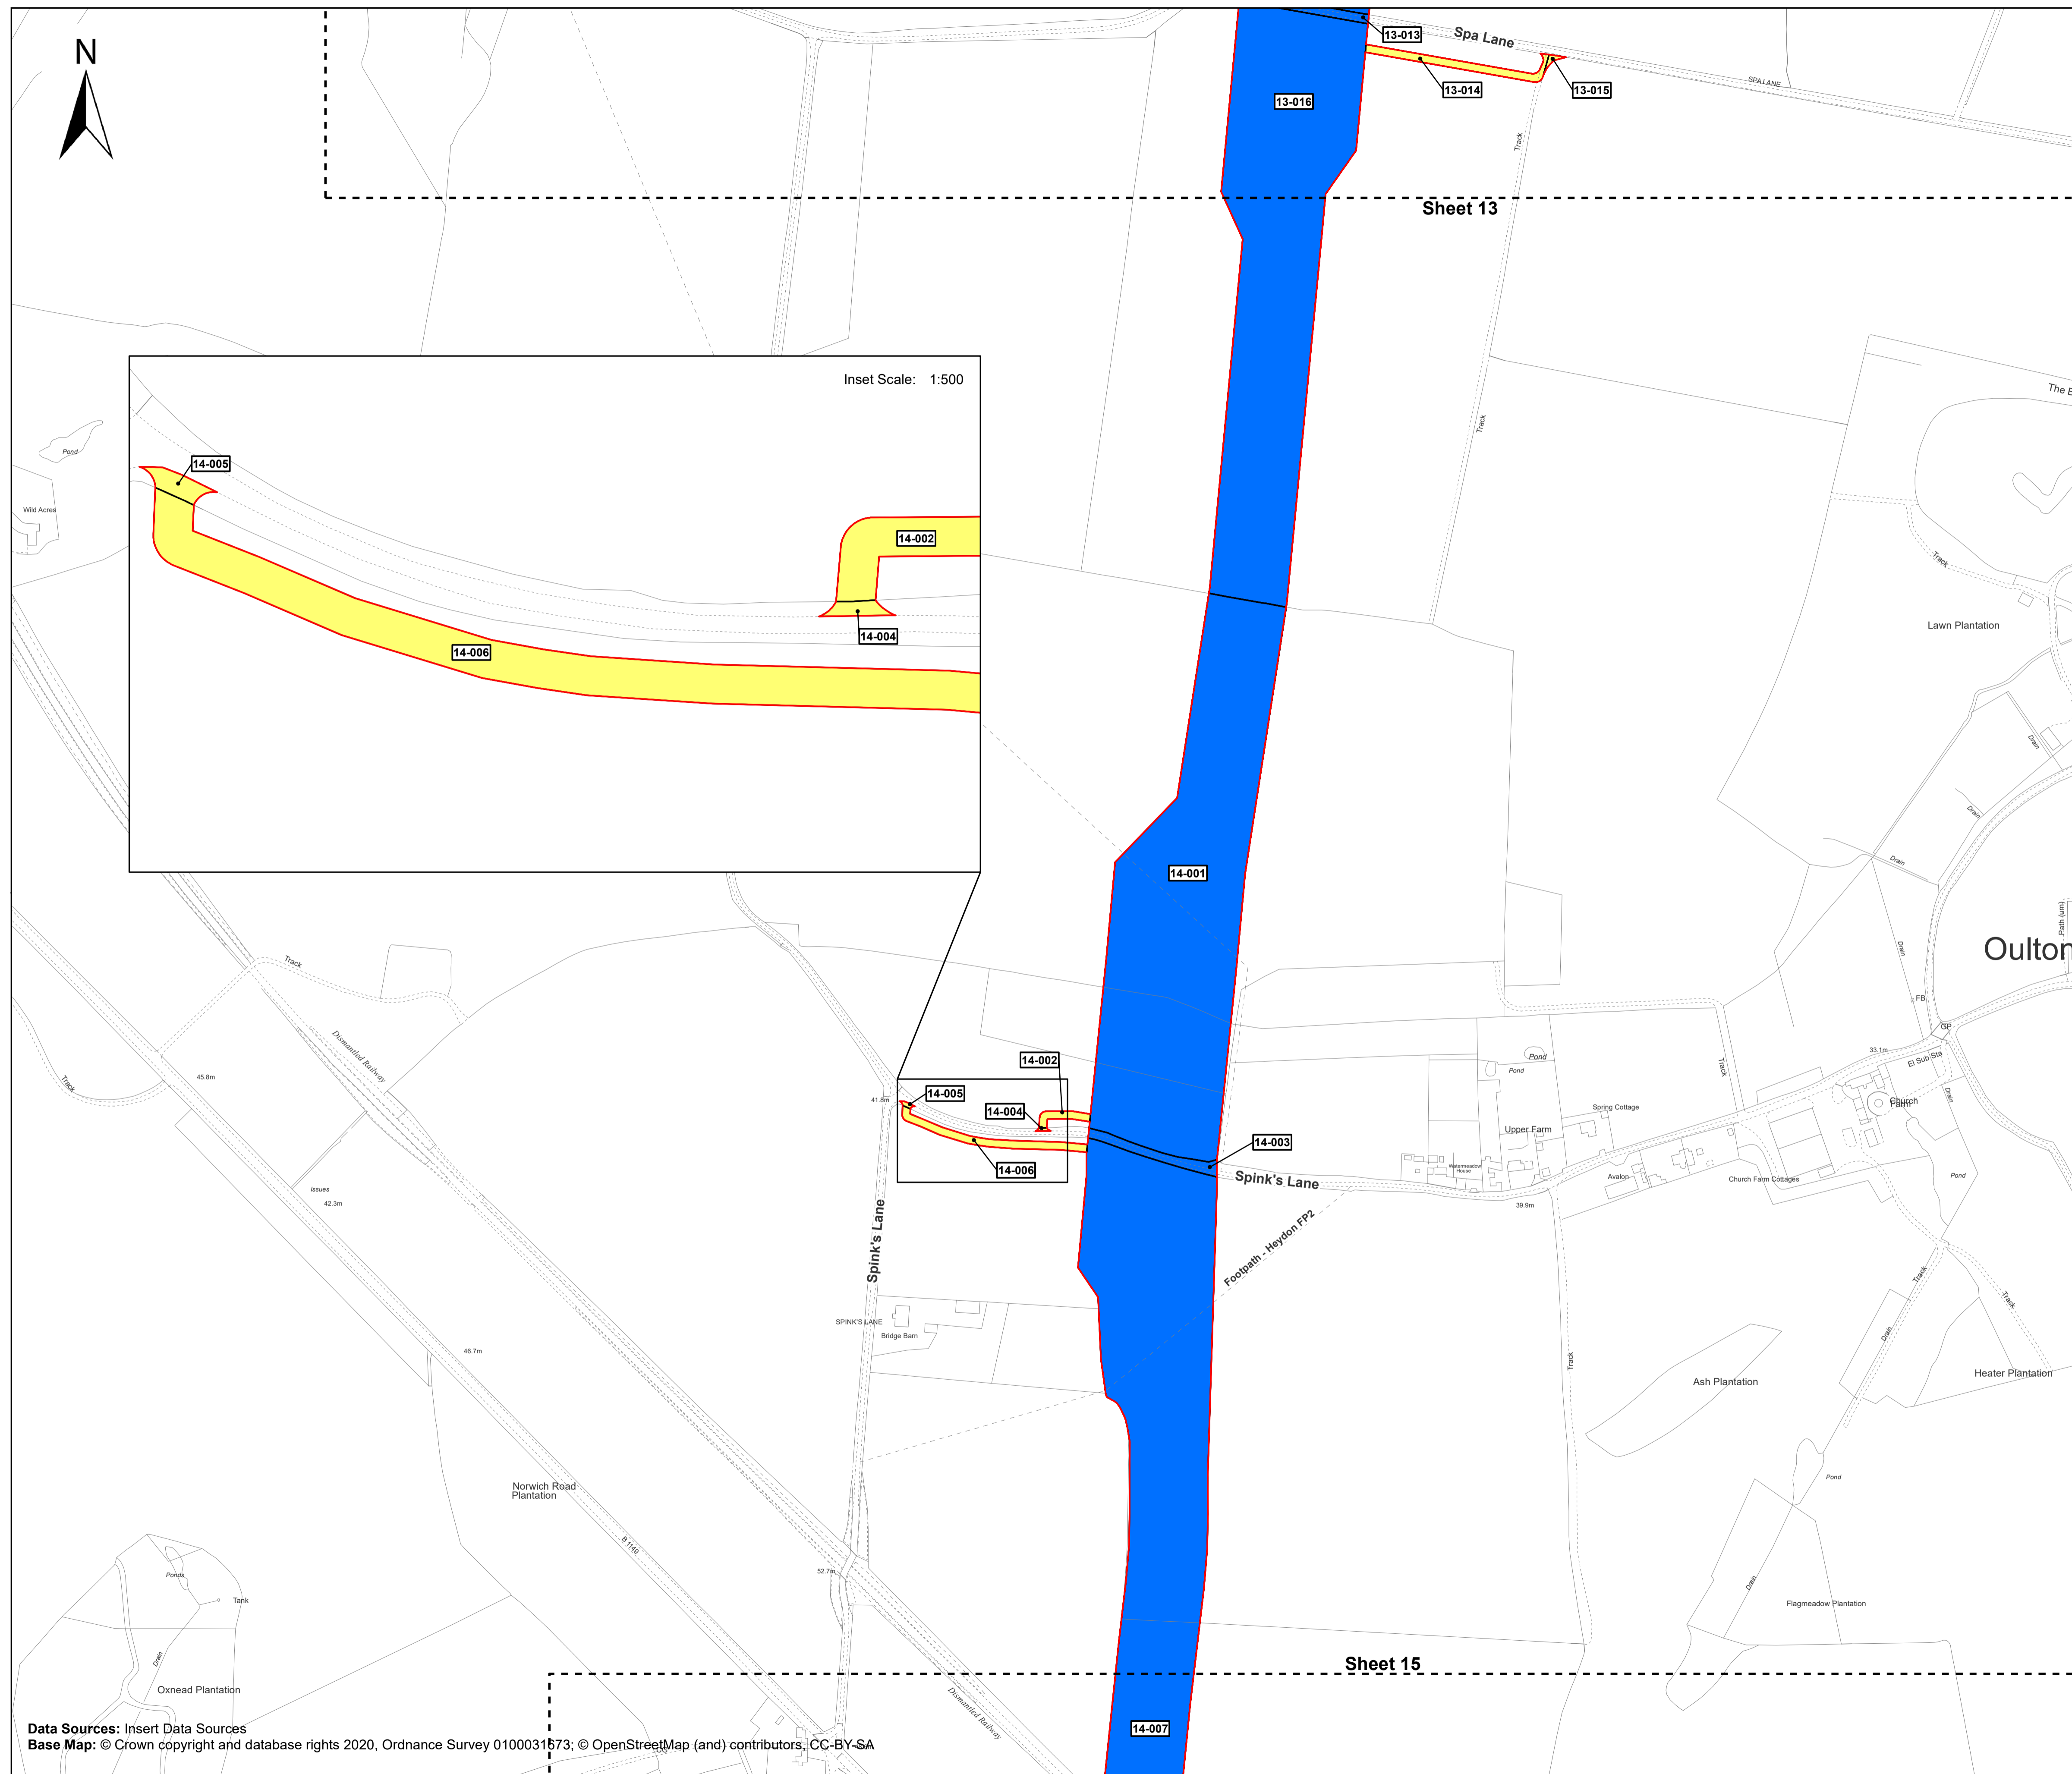 N
13-013
Spa Lane
13-014
13-015
SPA LANE
13-016
Track
Sheet 13
Inset Scale: 1:500
14-005
14-002
14-004
14-006
Pond
Wild Acres
Track
Track
Lawn Plantation
Drain
Drain
Drain
14-001
Drain
Path (um)
Track
Dismantled Railway
Track
45.8m
FB
GP
33.1m
El Sub Sta
14-002
14-005
14-004
41.8m
14-006
14-003
Pond
Pond
Track
Drain
Church
Farm
Spring Cottage
Upper Farm
Watermeadow
House
Avalon
Church Farm Cottages
Pond
Spink's Lane
39.9m
Issues
42.3m
Spink's Lane
Footpath - Heydon FP2
Track
Track
SPINK'S LANE
Bridge Barn
46.7m
Drain
Track
Ash Plantation
Heater Plantation
Pond
Norwich Road
Plantation
B 1149
52.7m
Ponds
Tank
Drain
Flagmeadow Plantation
Drain
Sheet 15
Oxnead Plantation
Dismtled Railway
14-007
Data Sources: Insert Data Sources
Base Map: © Crown copyright and database rights 2020, Ordnance Survey 0100031673; © OpenStreetMap (and) contributors, CC-BY-SA